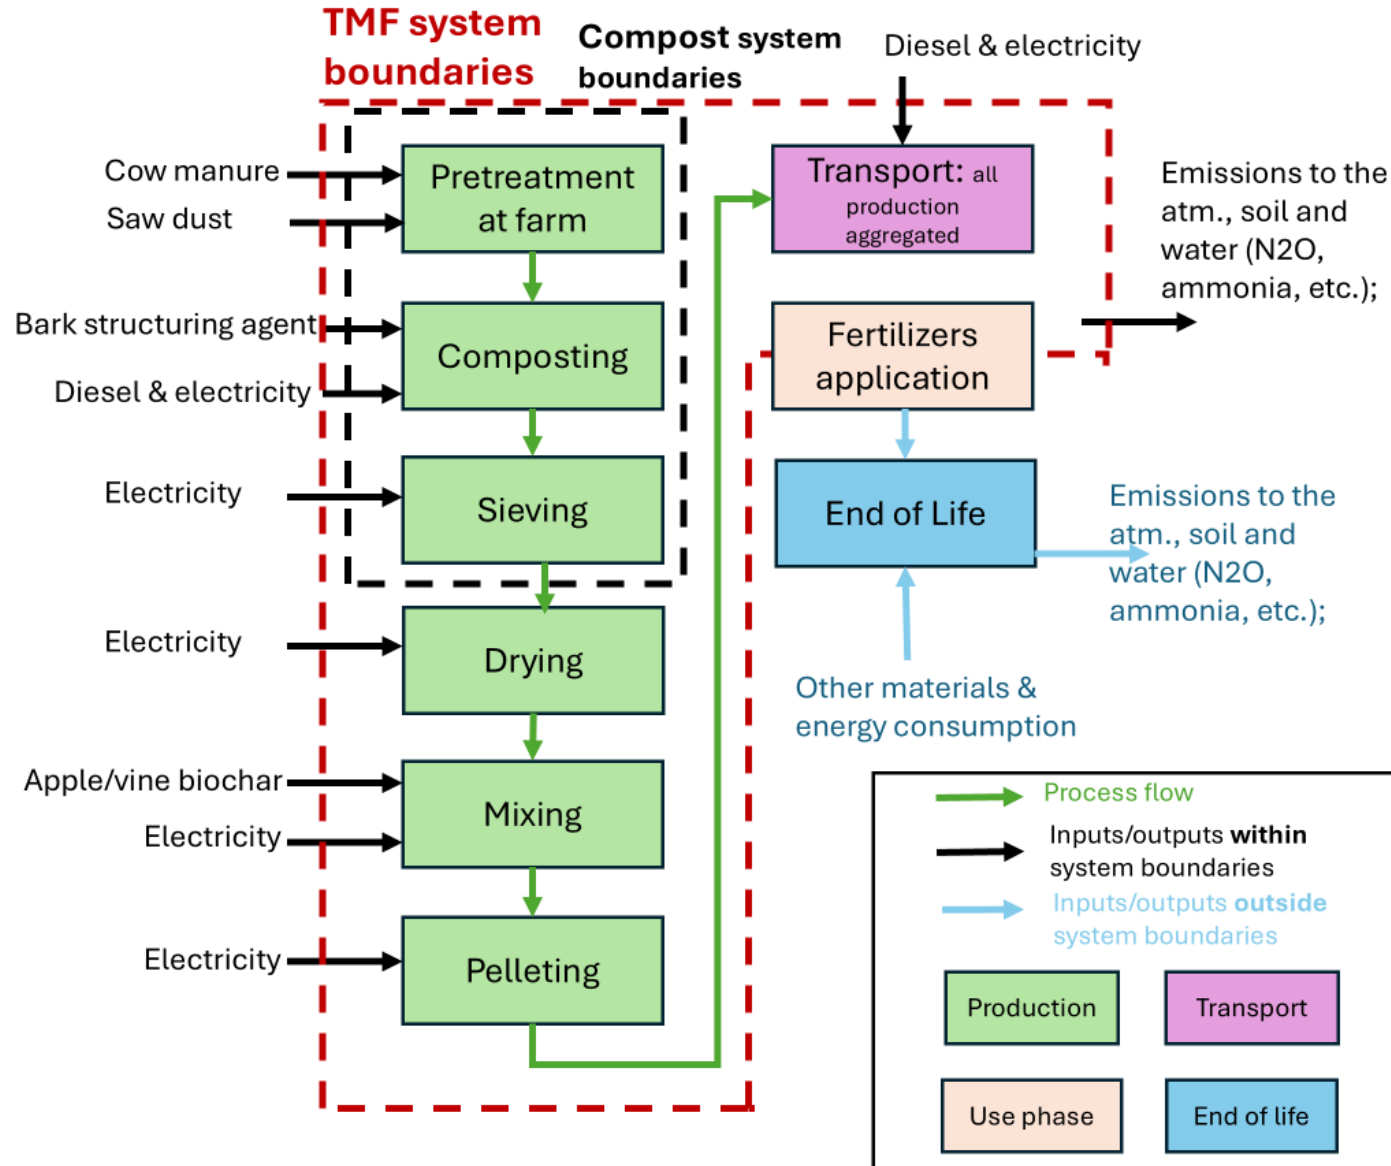 TMF system
boundaries
Compost system
boundaries
Diesel & electricity
Cow manure
Saw dust
Pretreatment
at farm
Transport: all
production
aggregated
Emissions to the
atm., soil and
water (N2O,
ammonia, etc.);
Bark structuring agent
Diesel & electricity
Composting
Fertilizers
application
Electricity
Sieving
End of Life
Emissions to the
atm., soil and
water (N2O,
ammonia, etc.);
Electricity
Drying
Other materials &
energy consumption
Apple/vine biochar
Electricity
Mixing
Electricity
Pelleting
Process flow
Inputs/outputs within
system boundaries
Inputs/outputs outside
system boundaries
Production
Transport
Use phase
End of life